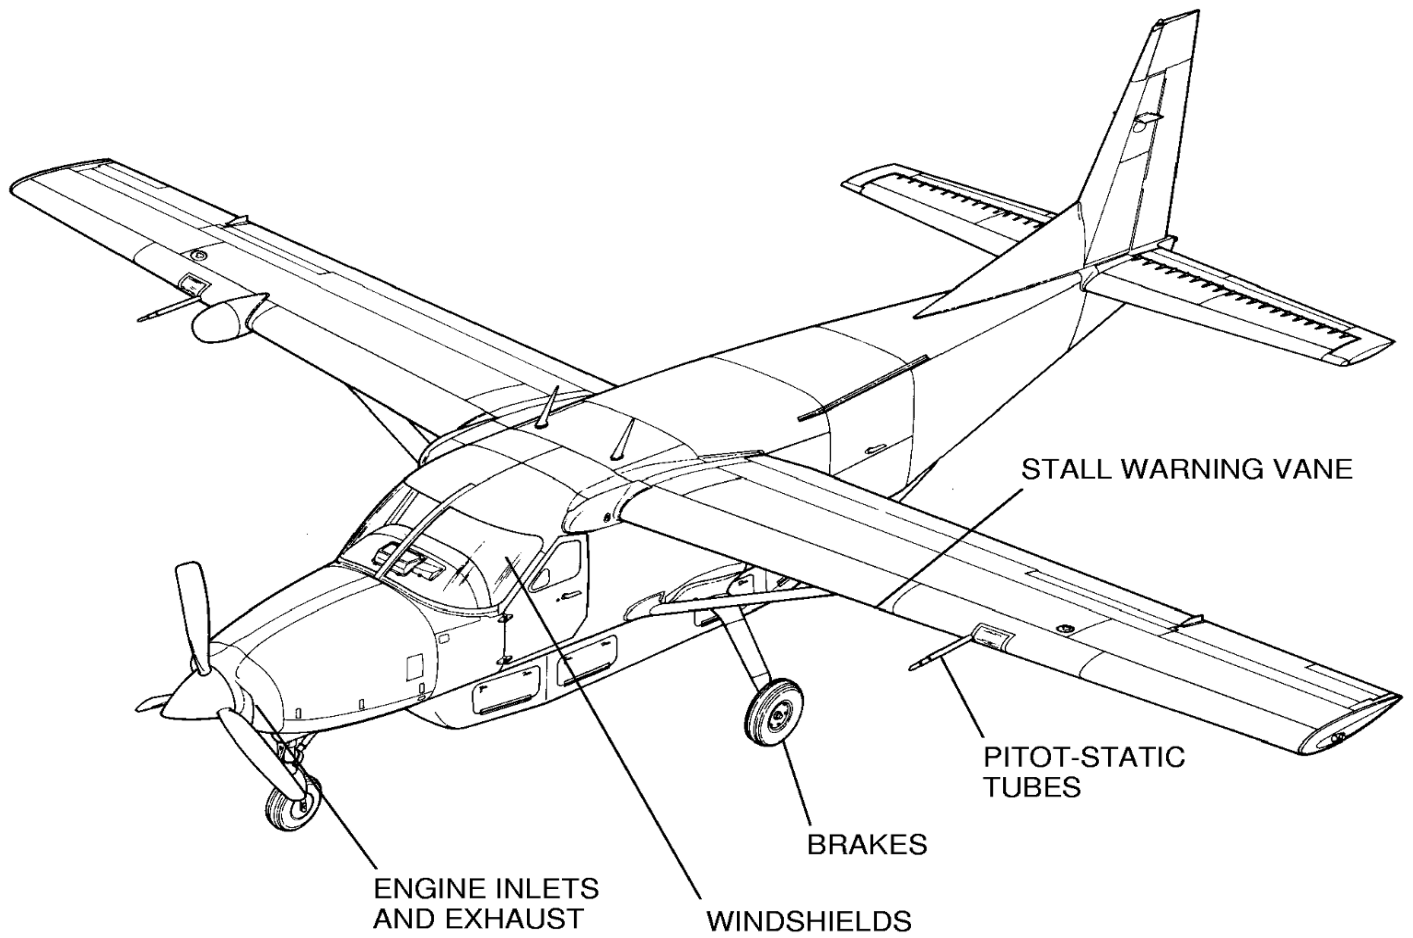 STALL WARNING VANE
PITOT-STATIC
TUBES
BRAKES
ENGINE INLETS
AND EXHAUST
WINDSHIELDS